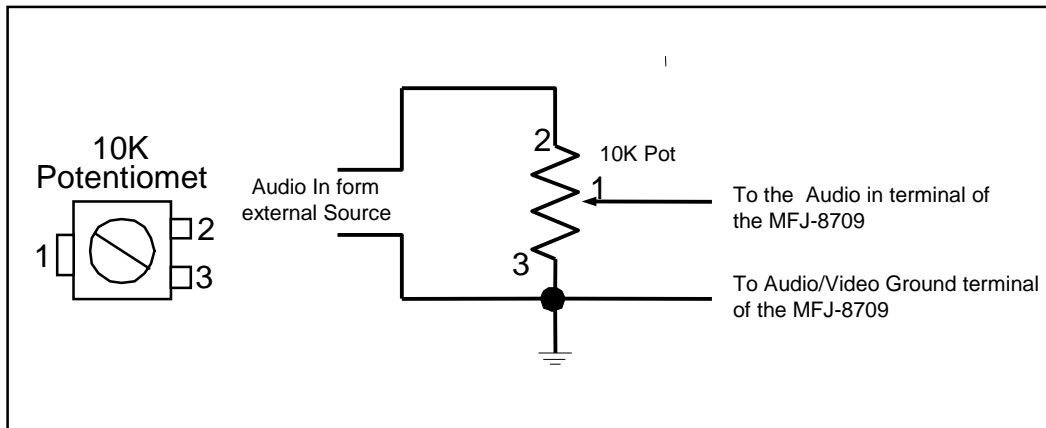 10K
Potentiomet
1
2
3
Audio In form
external Source
2
10K Pot
1
3
To the Audio in terminal of
the MFJ-8709
To Audio/Video Ground terminal
of the MFJ-8709